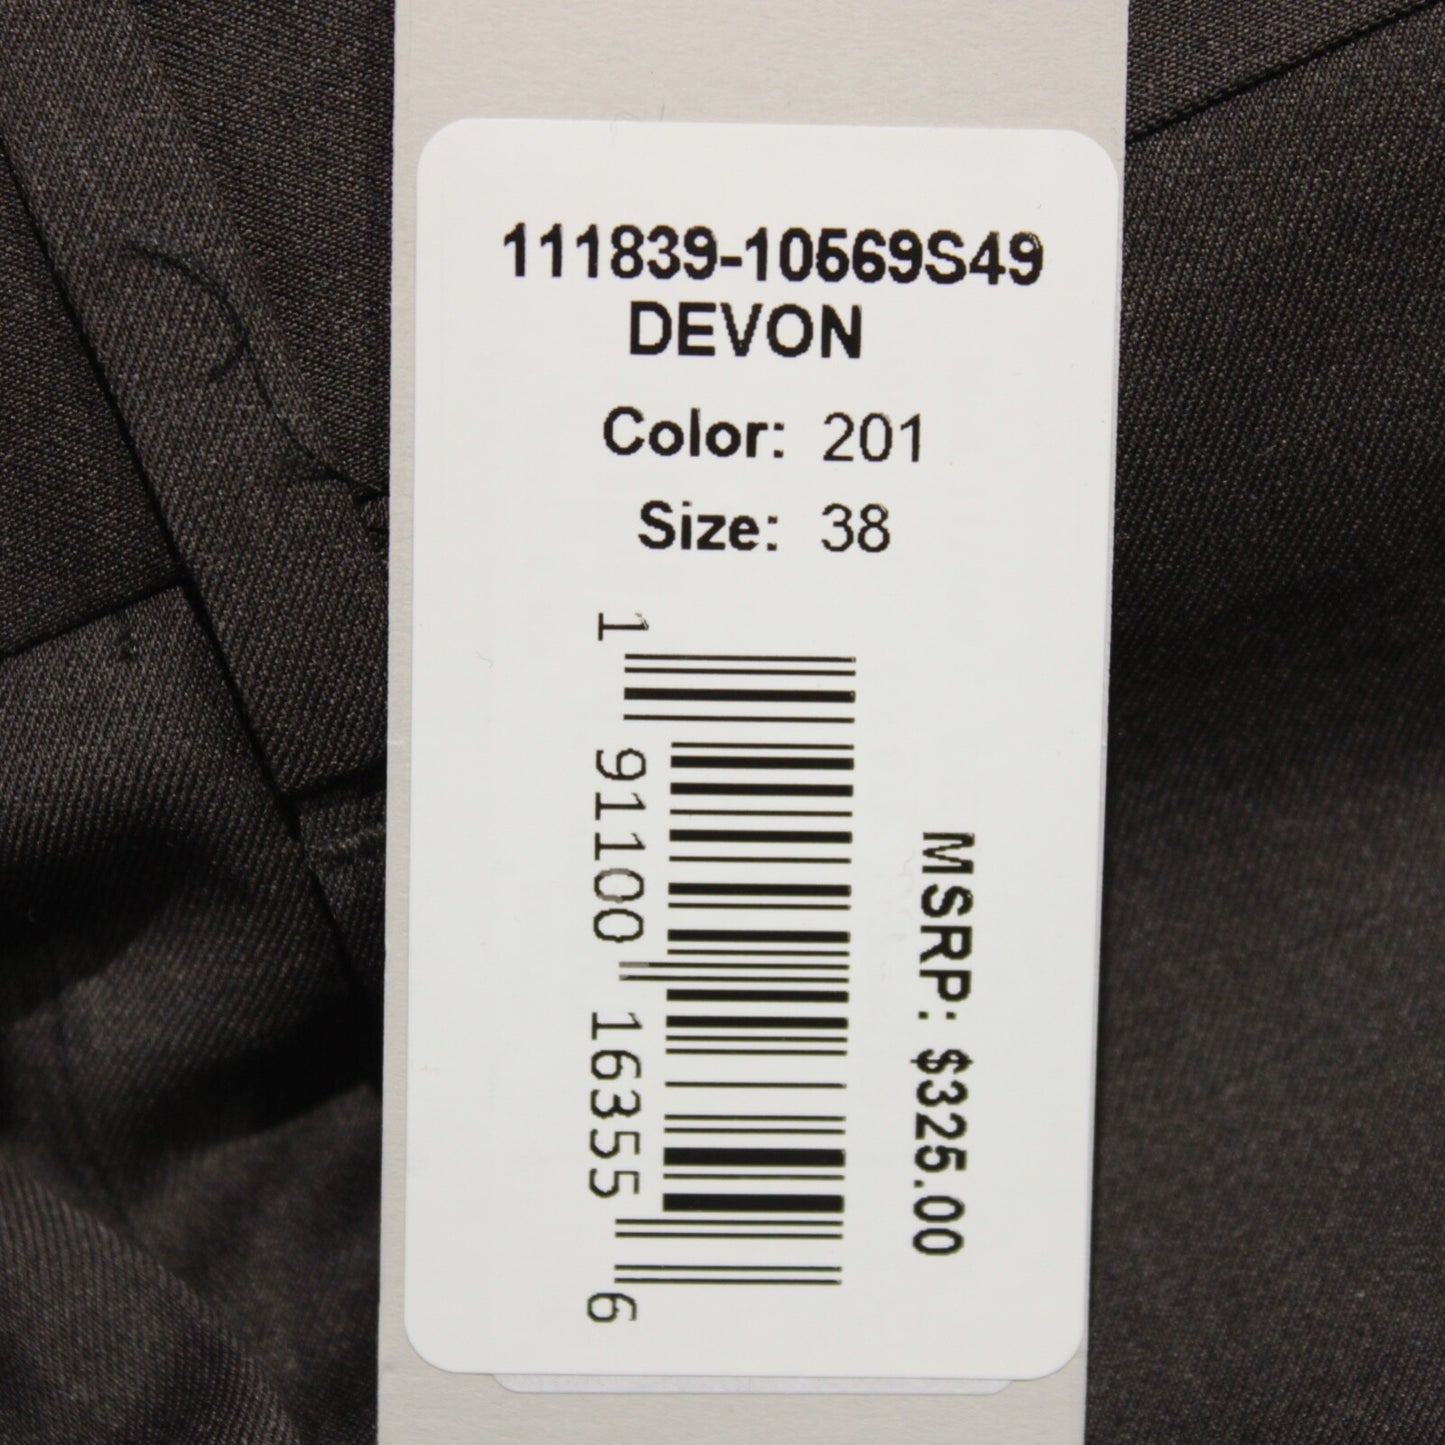 111839-10569S49
DEVON
Color: 201
Size: 38
1 91100 16355 6
MSRP: $325.00